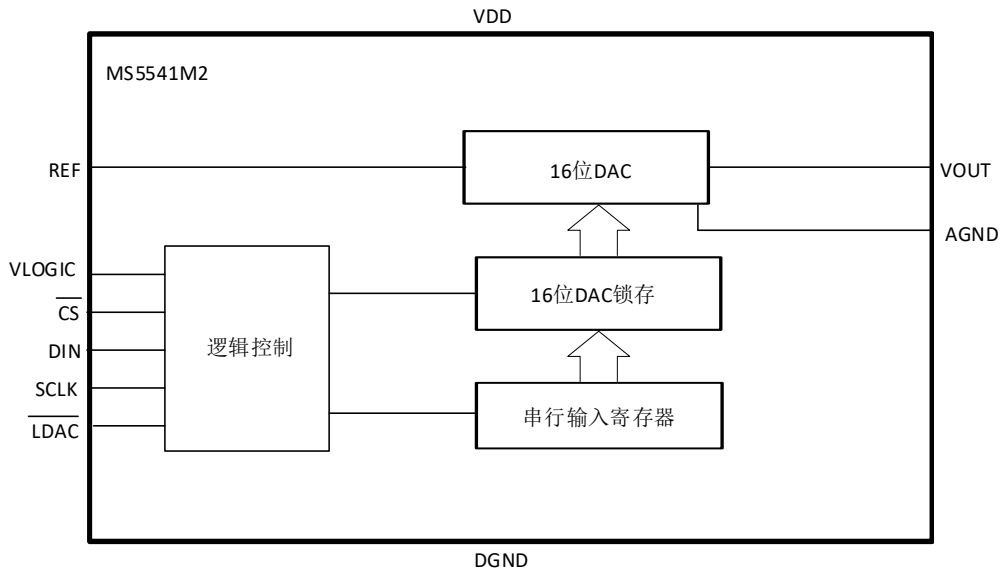 VDD
MS5541M2
REF
16位DAC
VOUT
AGND
VLOGIC
CS
DIN
SCLK
LDAC
逻辑控制
16位DAC锁存
串行输入寄存器
DGND